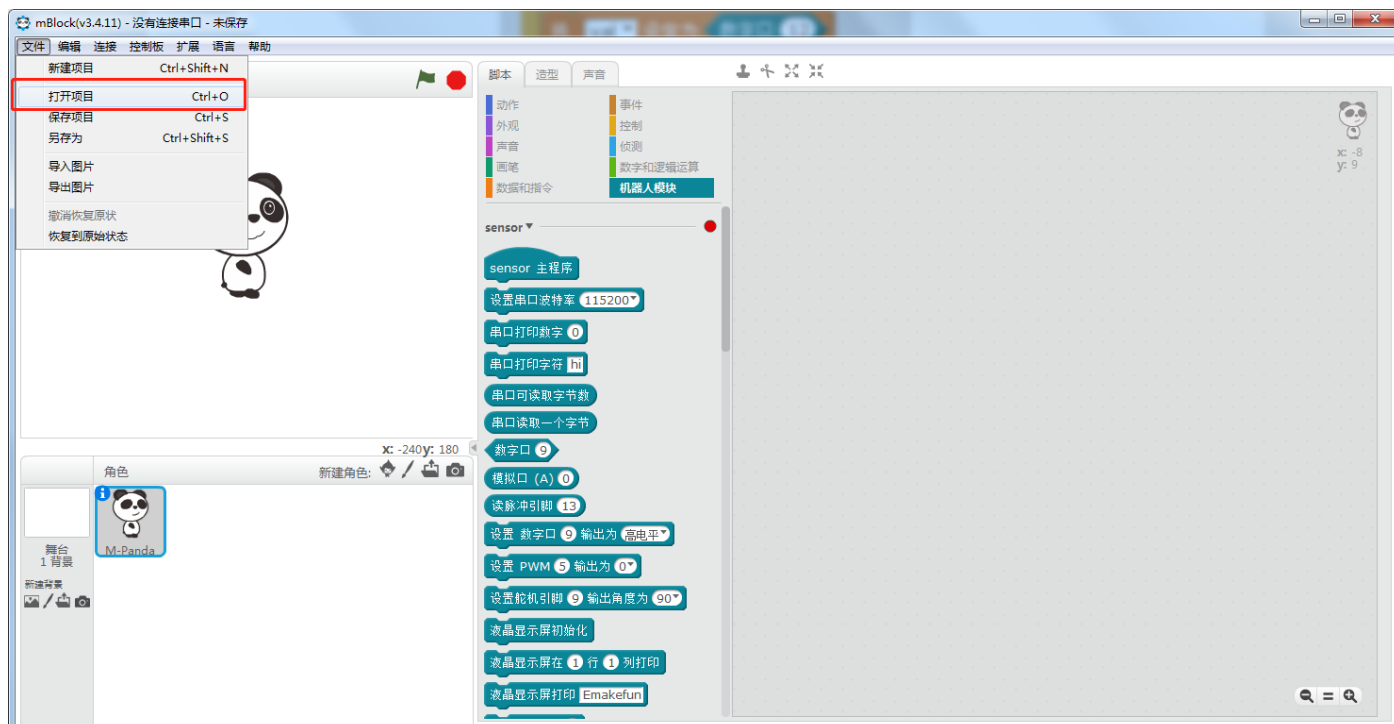 mBlock(v3.4.11) - 没有连接串口 - 未保存
文件 编辑 连接 控制板 扩展 语言 帮助
新建项目 Ctrl+Shift+N
打开项目 Ctrl+O
保存项目 Ctrl+S
另存为 Ctrl+Shift+S
导入图片
导出图片
撤消恢复原状
恢复到原始状态
x: -240 y: 180
角色 新建角色:
舞台
1 背景
新建背景
M-Panda
脚本 造型 声音
动作 事件
外观 控制
声音 侦测
画笔 数字和逻辑运算
数据和指令 机器人模块
sensor
sensor 主程序
设置串口波特率 115200
串口打印数字 0
串口打印字符 hi
串口可读取字节数
串口读取一个字节
数字口 9
模拟口 (A) 0
读脉冲引脚 13
设置 数字口 9 输出为 高电平
设置 PWM 5 输出为 0
设置舵机引脚 9 输出角度为 90
液晶显示屏初始化
液晶显示屏在 1 行 1 列打印
液晶显示屏打印 Emakefun
x: -8
y: 9